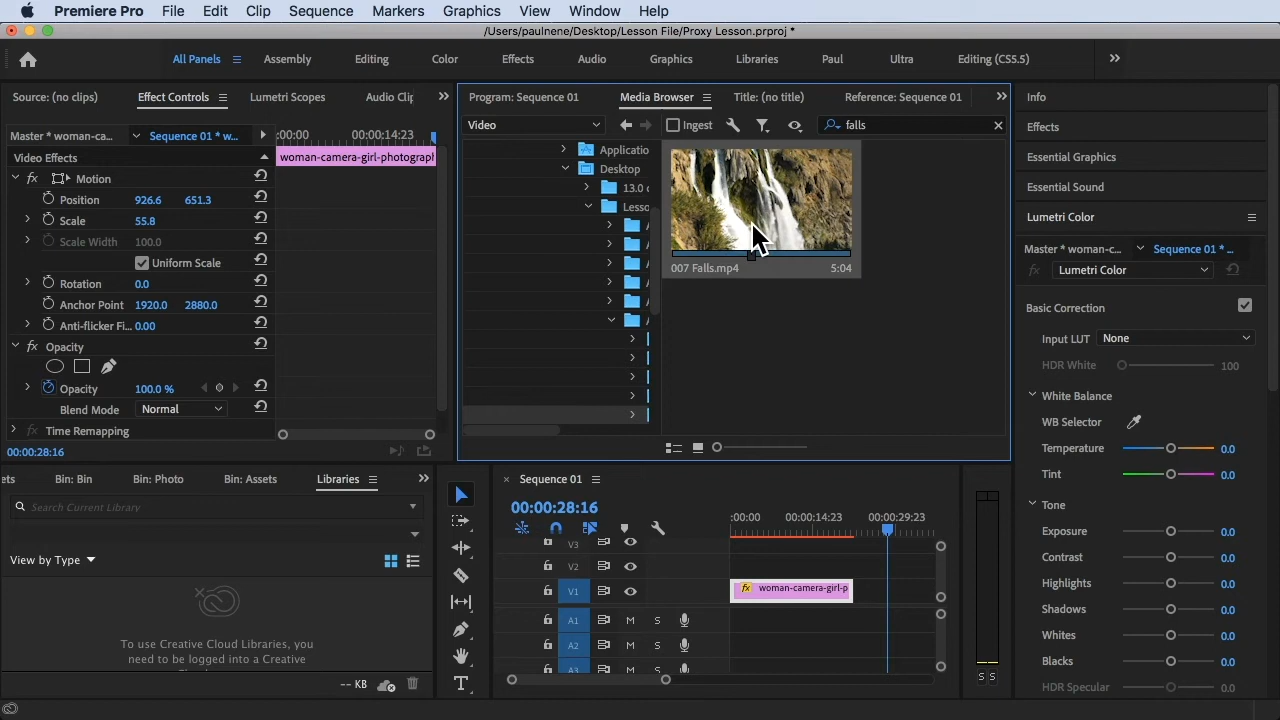 Premiere Pro File Edit Clip Sequence Markers Graphics View Window Help
/Users/paulnene/Desktop/Lesson File/Proxy Lesson.prproj *
All Panels Assembly Editing Color Effects Audio Graphics Libraries Paul Ultra Editing (CS5.5)
Source: (no clips) Effect Controls Lumetri Scopes Audio Clip
Master * woman-ca... Sequence 01 * w...
:00:00 00:00:14:23
Video Effects
woman-camera-girl-photograph
fx Motion
Position 926.6 651.3
Scale 55.8
Scale Width 100.0
Uniform Scale
Rotation 0.0
Anchor Point 1920.0 2880.0
Anti-flicker Fi... 0.00
fx Opacity
Opacity 100.0 %
Blend Mode Normal
fx Time Remapping
00:00:28:16
Program: Sequence 01 Media Browser Title: (no title) Reference: Sequence 01
Video Ingest falls
Applicatio
Desktop
13.0 c
Lesso
007 Falls.mp4 5:04
Info
Effects
Essential Graphics
Essential Sound
Lumetri Color
Master * woman-c... Sequence 01 * ...
fx Lumetri Color
Basic Correction
Input LUT None
HDR White 100
White Balance
WB Selector
Temperature 0.0
Tint 0.0
Tone
Exposure 0.0
Contrast 0.0
Highlights 0.0
Shadows 0.0
Whites 0.0
Blacks 0.0
HDR Specular 0.0
ets Bin: Bin Bin: Photo Bin: Assets Libraries
Search Current Library
View by Type
To use Creative Cloud Libraries, you
need to be logged into a Creative
-- KB
Sequence 01
00:00:28:16
:00:00 00:00:14:23 00:00:29:23
V3
V2
V1 fx woman-camera-girl-p
A1 M S
A2 M S
A3 M S
S S